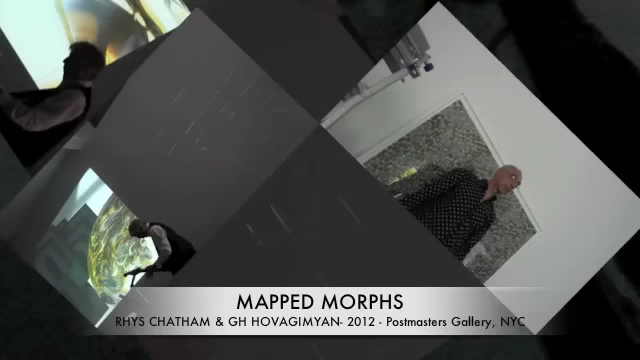 MAPPED MORPHS
RHYS CHATHAM & GH HOVAGIMYAN- 2012 - Postmasters Gallery, NYC